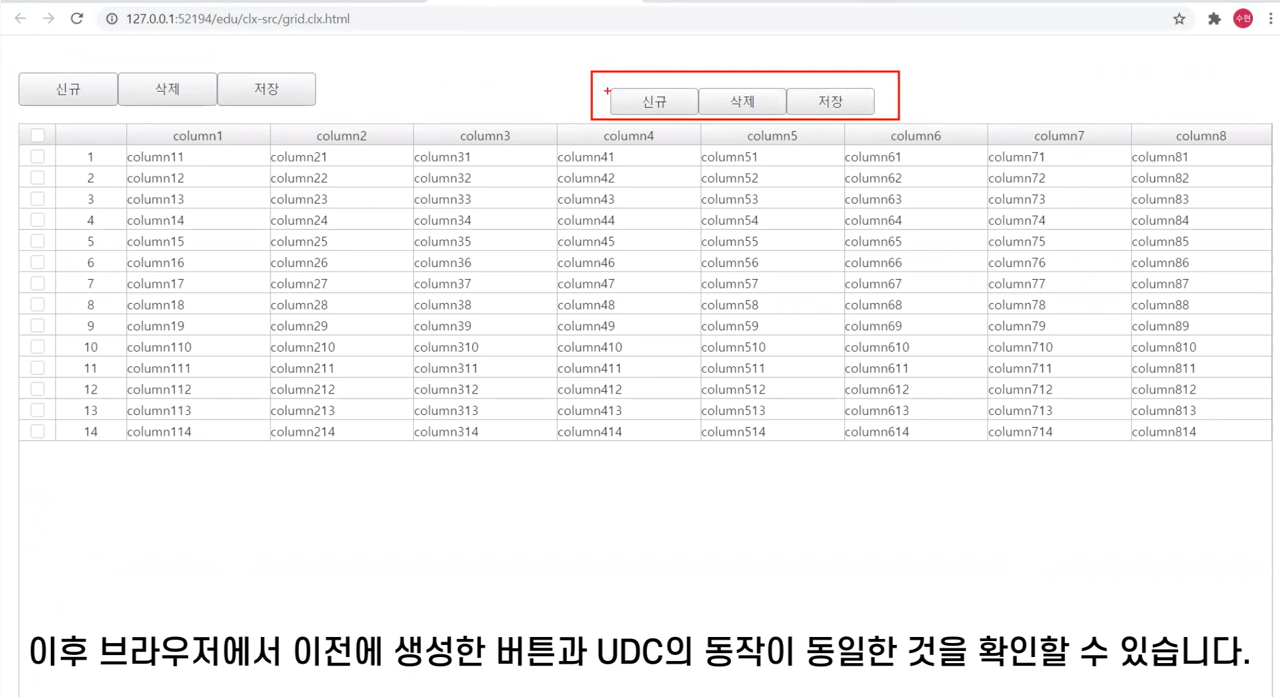 127.0.0.1:52194/edu/clx-src/grid.clx.html
수현
신규 삭제 저장
신규 삭제 저장
column1 column2 column3 column4 column5 column6 column7 column8
1 column11 column21 column31 column41 column51 column61 column71 column81
2 column12 column22 column32 column42 column52 column62 column72 column82
3 column13 column23 column33 column43 column53 column63 column73 column83
4 column14 column24 column34 column44 column54 column64 column74 column84
5 column15 column25 column35 column45 column55 column65 column75 column85
6 column16 column26 column36 column46 column56 column66 column76 column86
7 column17 column27 column37 column47 column57 column67 column77 column87
8 column18 column28 column38 column48 column58 column68 column78 column88
9 column19 column29 column39 column49 column59 column69 column79 column89
10 column110 column210 column310 column410 column510 column610 column710 column810
11 column111 column211 column311 column411 column511 column611 column711 column811
12 column112 column212 column312 column412 column512 column612 column712 column812
13 column113 column213 column313 column413 column513 column613 column713 column813
14 column114 column214 column314 column414 column514 column614 column714 column814
이후 브라우저에서 이전에 생성한 버튼과 UDC의 동작이 동일한 것을 확인할 수 있습니다.